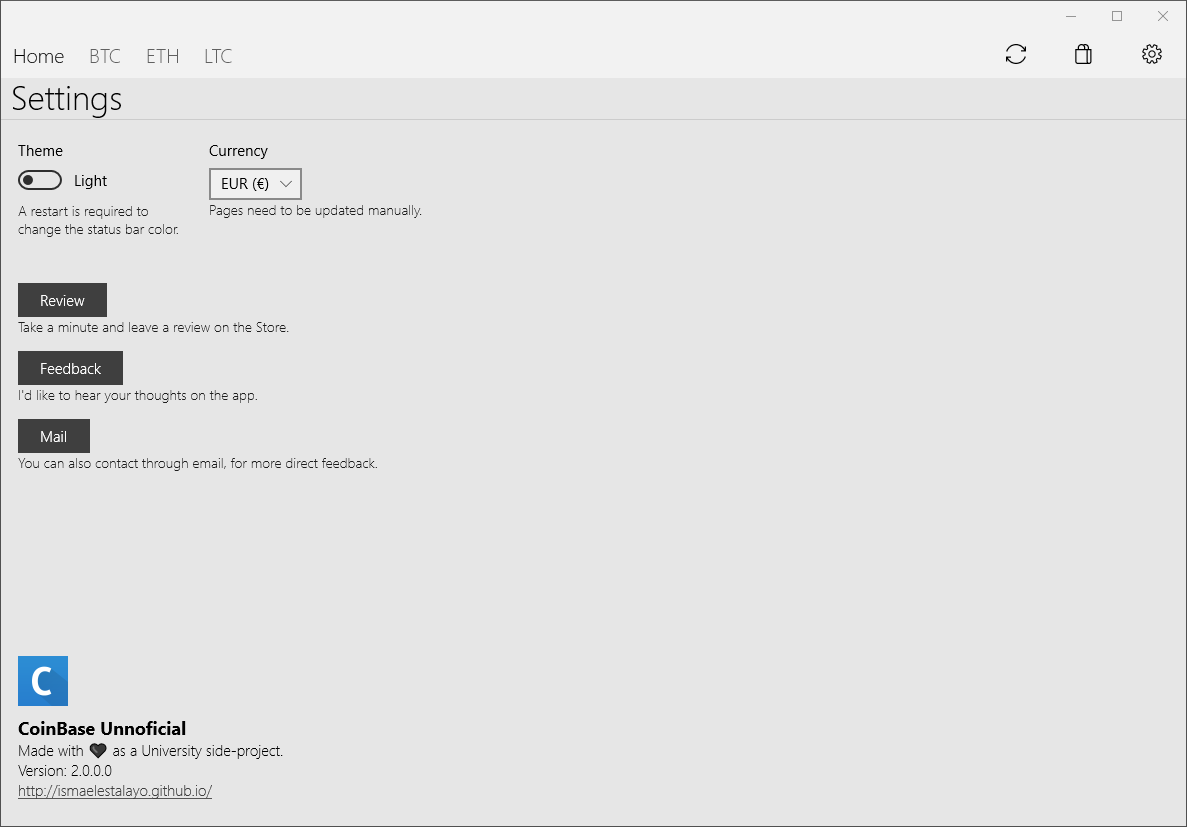 Home BTC ETH LTC
Settings
Theme
Light
A restart is required to
change the status bar color.
Currency
EUR (€)
Pages need to be updated manually.
Review
Take a minute and leave a review on the Store.
Feedback
I'd like to hear your thoughts on the app.
Mail
You can also contact through email, for more direct feedback.
C
CoinBase Unnoficial
Made with 🖤 as a University side-project.
Version: 2.0.0.0
http://ismaelestalayo.github.io/